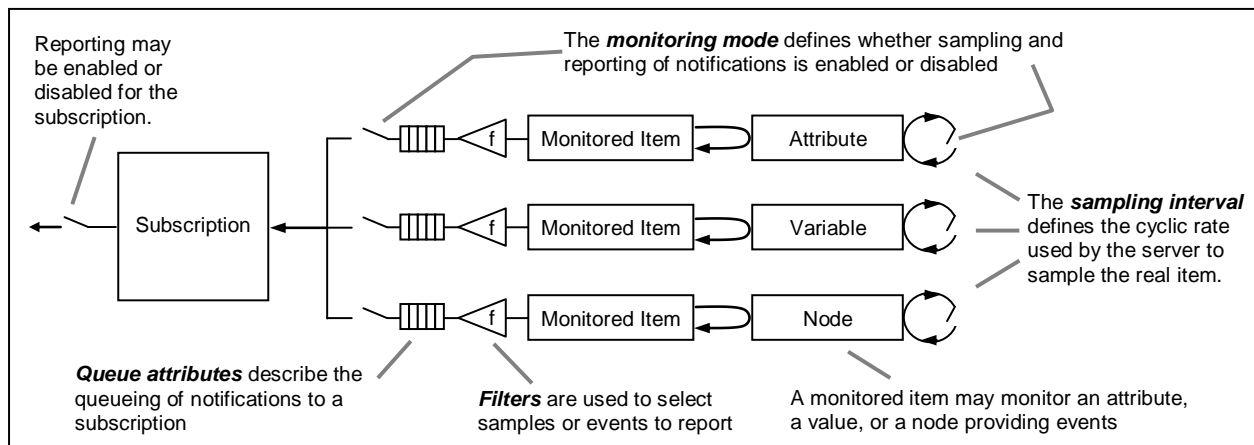 Reporting may
be enabled or
disabled for the
subscription.
The monitoring mode defines whether sampling and
reporting of notifications is enabled or disabled
f
Monitored Item
Attribute
Subscription
f
Monitored Item
Variable
The sampling interval
defines the cyclic rate
used by the server to
sample the real item.
f
Monitored Item
Node
Queue attributes describe the
queueing of notifications to a
subscription
Filters are used to select
samples or events to report
A monitored item may monitor an attribute,
a value, or a node providing events